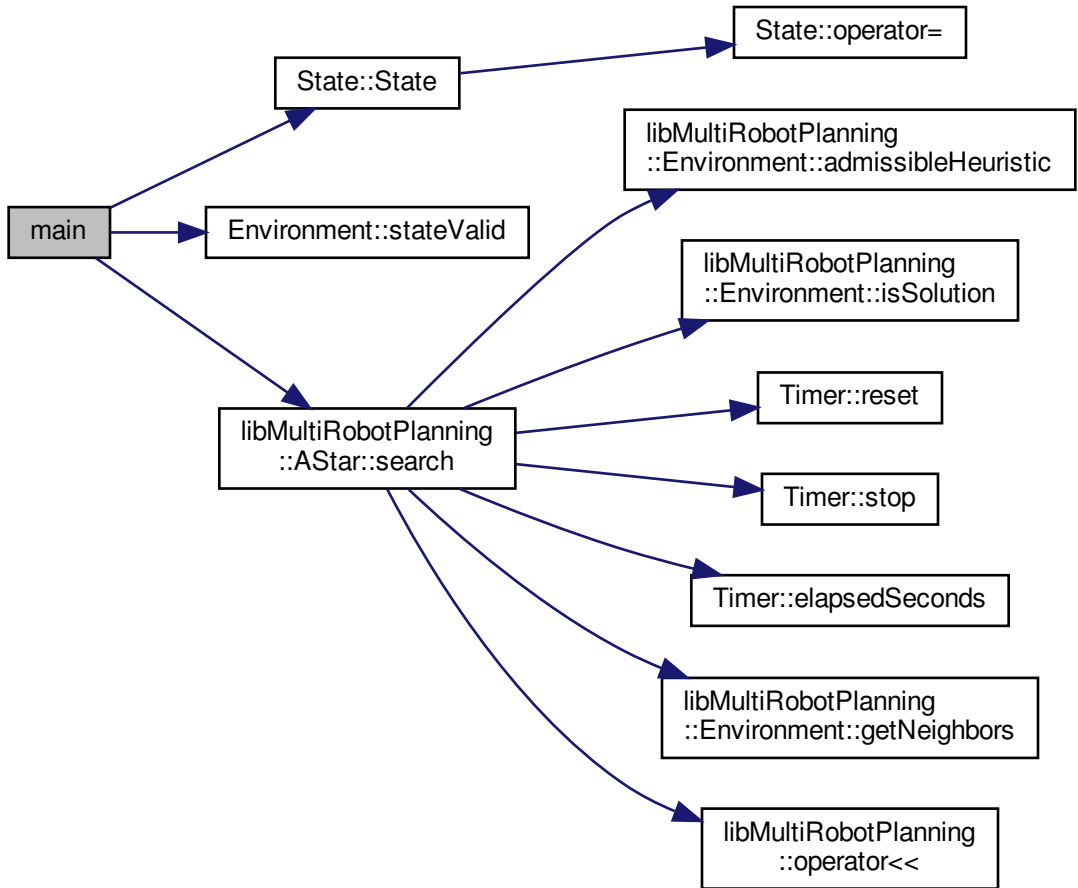 State::operator=
State::State
libMultiRobotPlanning
::Environment::admissibleHeuristic
main
Environment::stateValid
libMultiRobotPlanning
::Environment::isSolution
Timer::reset
libMultiRobotPlanning
::AStar::search
Timer::stop
Timer::elapsedSeconds
libMultiRobotPlanning
::Environment::getNeighbors
libMultiRobotPlanning
::operator<<